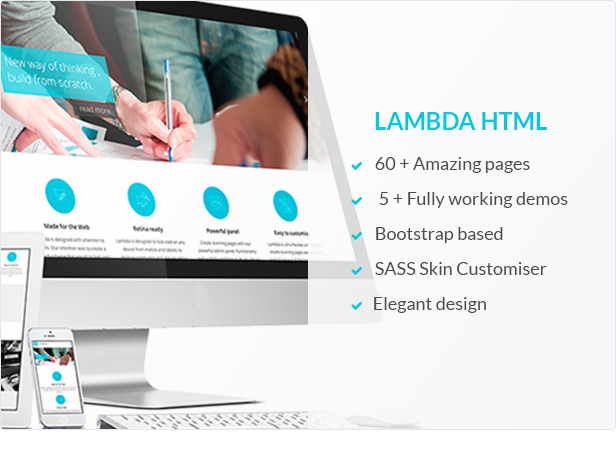 New way of thinking,
build from scratch.
read more
Made for the Web
Retina ready
Powerful panel
Easy to customise
LAMBDA HTML
60 + Amazing pages
5 + Fully working demos
Bootstrap based
SASS Skin Customiser
Elegant design